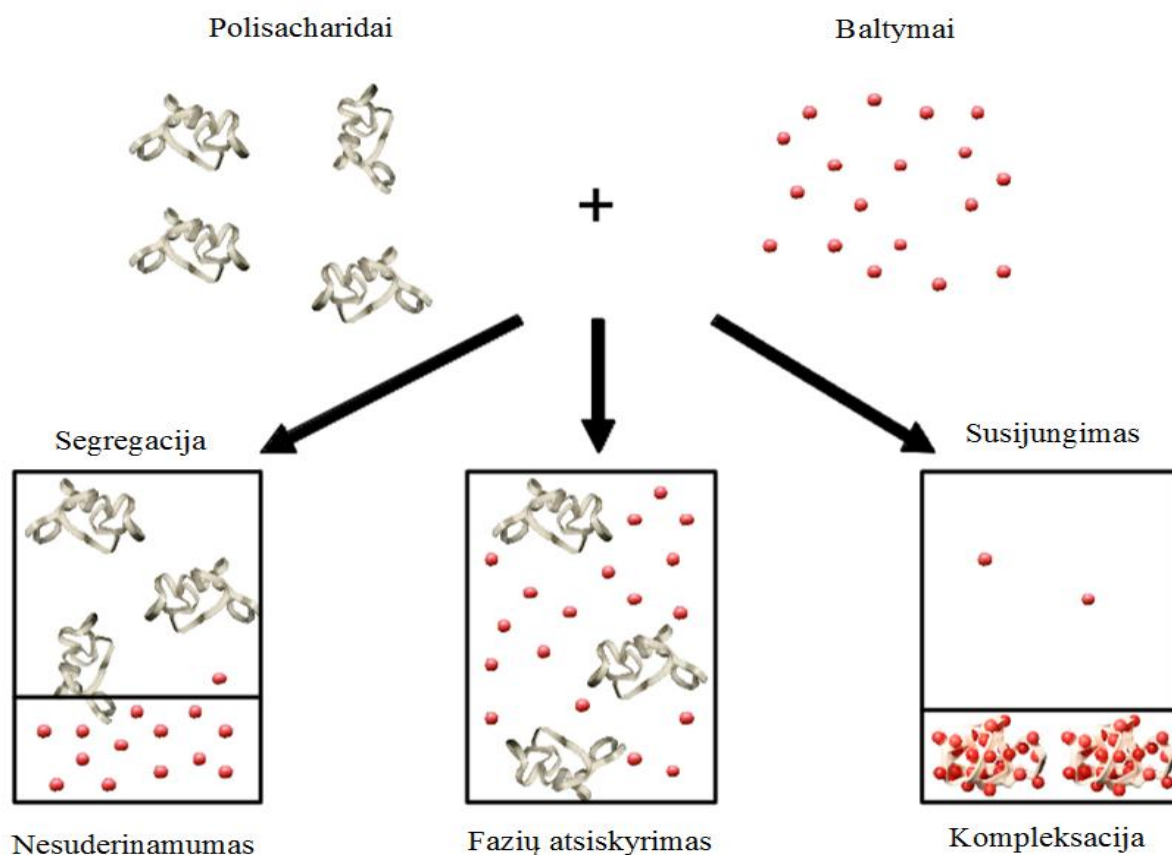 Polisacharidai
Baltymai
+
Segregacija
Susijungimas
Nesuderinamumas
Fazių atsiskyrimas
Kompleksacija